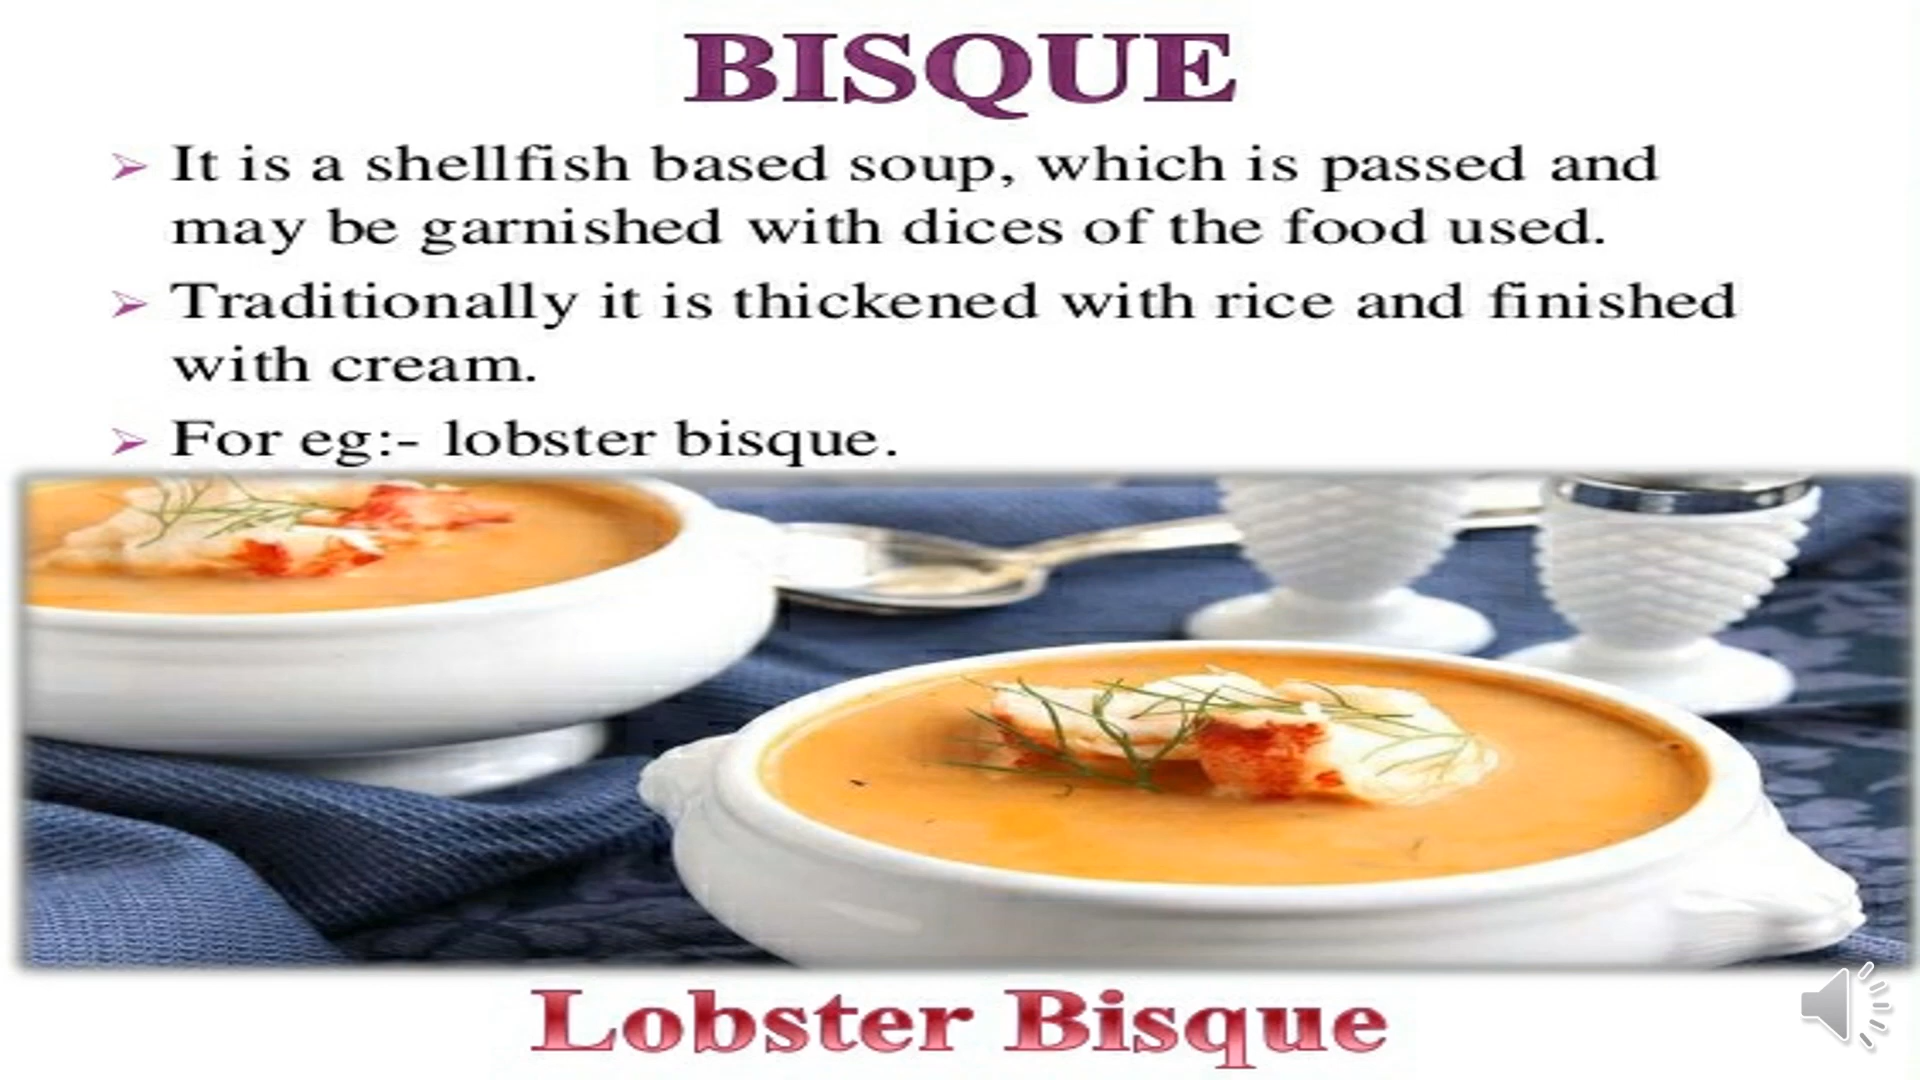 BISQUE
It is a shellfish based soup, which is passed and
may be garnished with dices of the food used.
Traditionally it is thickened with rice and finished
with cream.
For eg:- lobster bisque.
Lobster Bisque